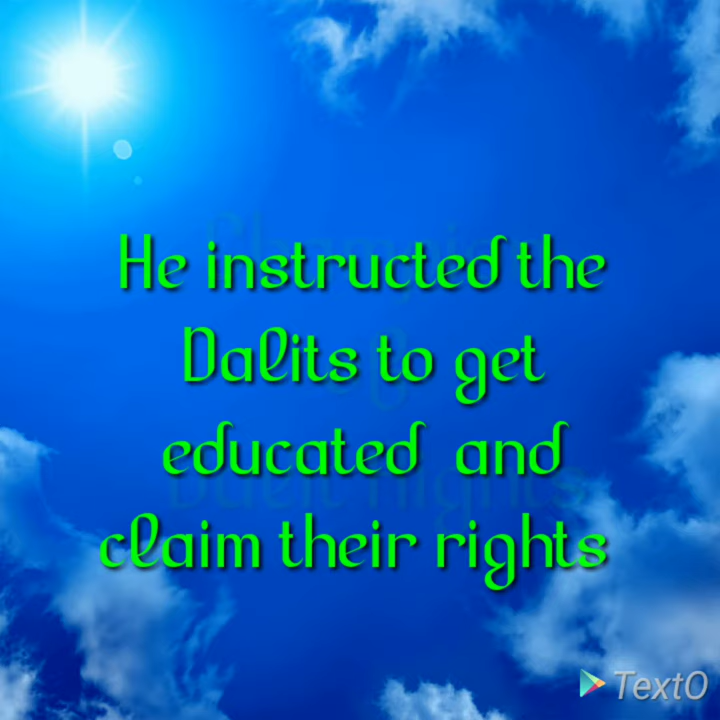 He instructed the
Dalits to get
educated and
claim their rights
TextO